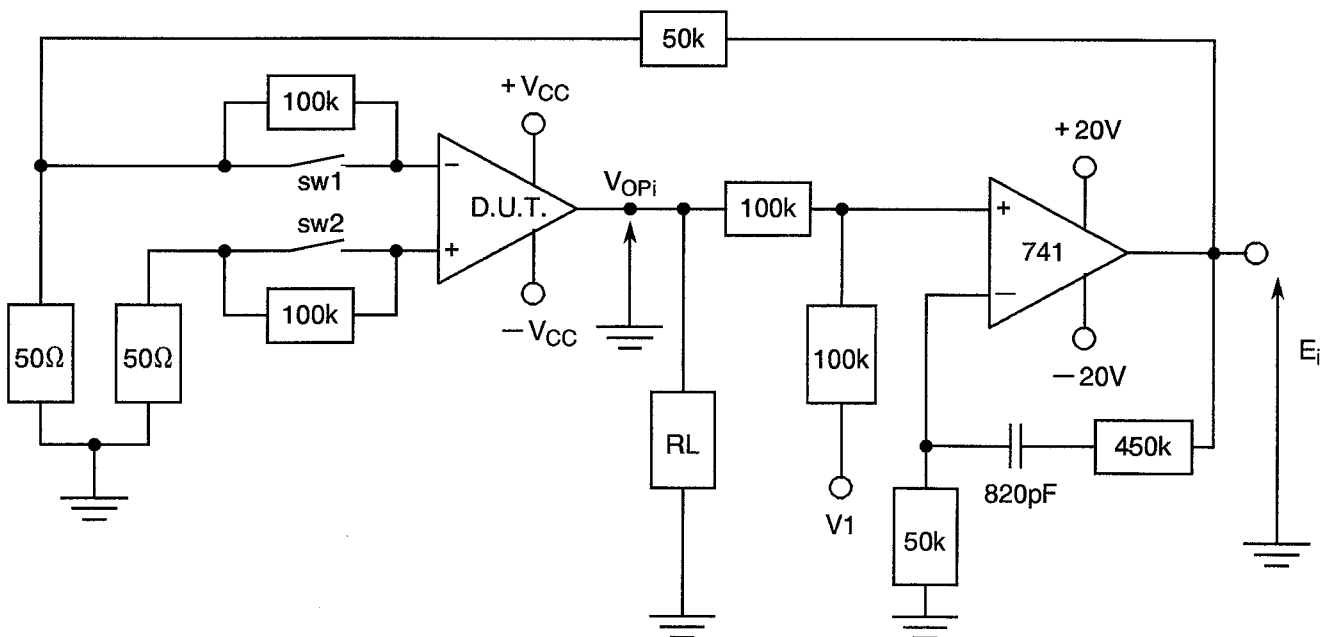 50k
100k
+VCC
sw1
−
D.U.T.
VOPi
100k
+20V
+
741
sw2
+
100k
−VCC
50Ω
50Ω
−
100k
−20V
Ei
RL
450k
820pF
V1
50k